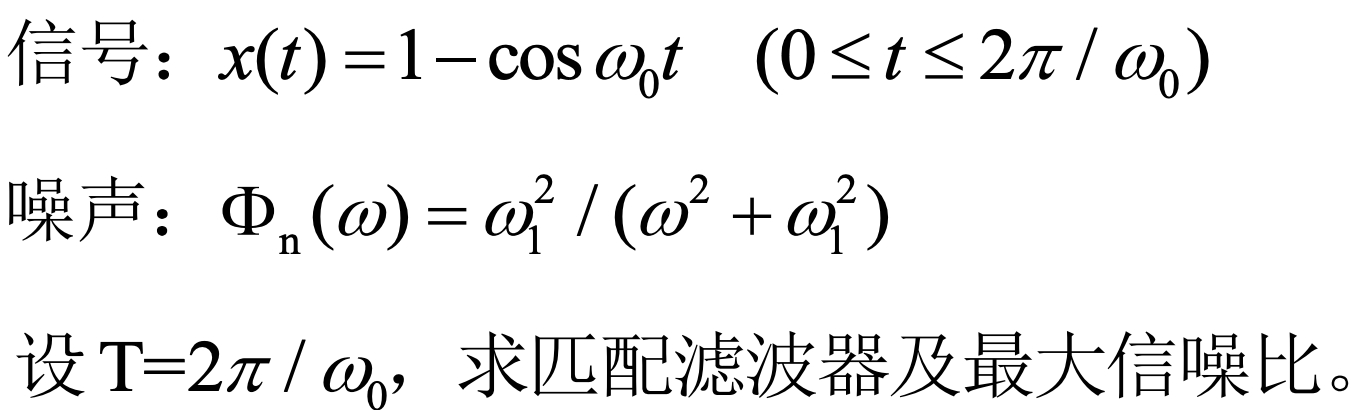 信号：x(t) = 1 − cos ω₀t   (0 ≤ t ≤ 2π / ω₀)
噪声：Φₙ(ω) = ω₁² / (ω² + ω₁²)
设 T=2π / ω₀，求匹配滤波器及最大信噪比。